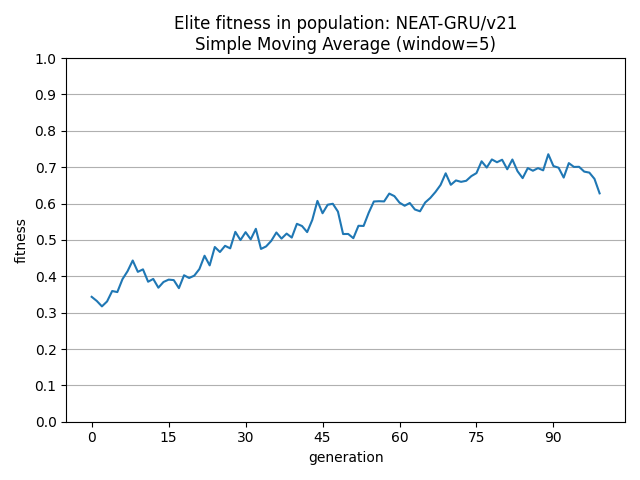 Elite fitness in population: NEAT-GRU/v21
Simple Moving Average (window=5)
1.0
0.9
0.8
0.7
0.6
0.5
0.4
0.3
0.2
0.1
0.0
fitness
0 15 30 45 60 75 90
generation